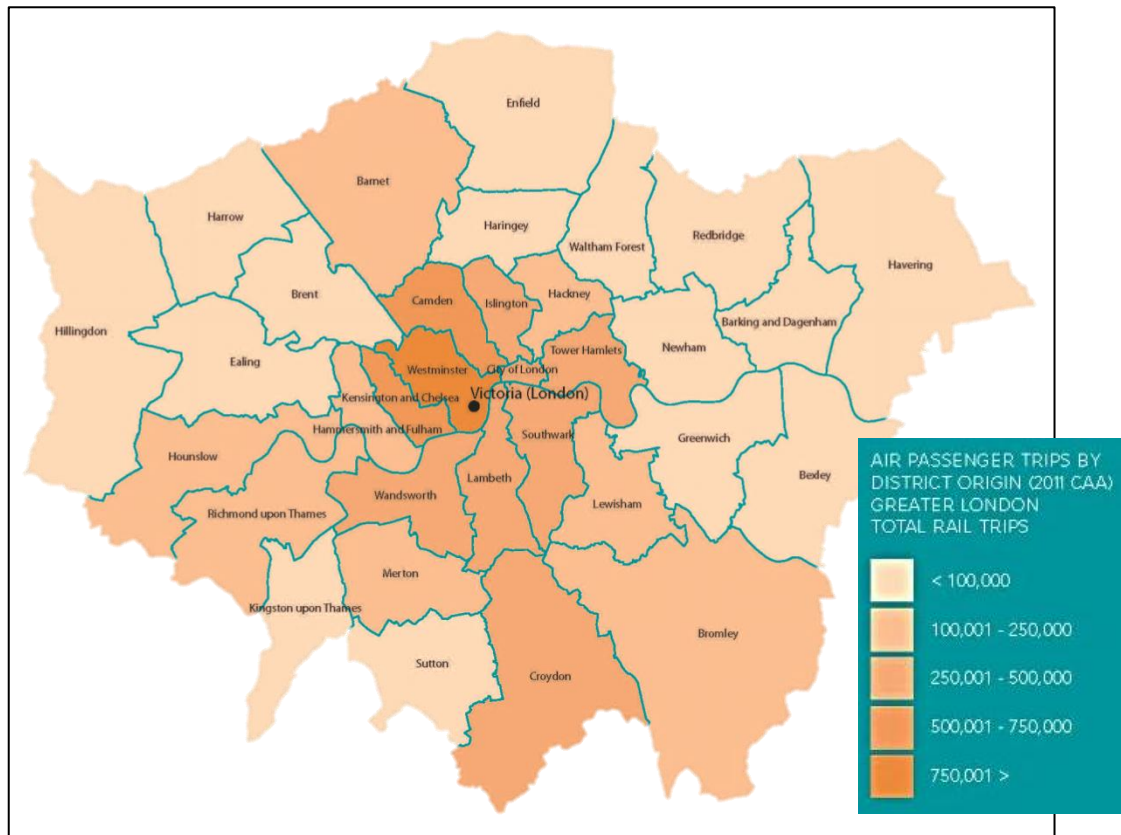 Enfield
Barnet
Harrow
Haringey
Redbridge
Waltham Forest
Havering
Brent
Camden
Islington
Hackney
Hillingdon
Barking and Dagenham
Ealing
Newham
Tower Hamlets
Westminster
City of London
Kensington and Chelsea
Victoria (London)
Hammersmith and Fulham
Southwark
Greenwich
Hounslow
Bexley
Wandsworth
Lambeth
Lewisham
Richmond upon Thames
Merton
Kingston upon Thames
Bromley
Sutton
Croydon
AIR PASSENGER TRIPS BY
DISTRICT ORIGIN (2011 CAA)
GREATER LONDON
TOTAL RAIL TRIPS
< 100,000
100,001 - 250,000
250,001 - 500,000
500,001 - 750,000
750,001 >